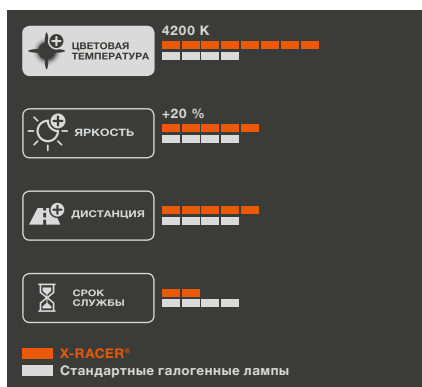 4200 K
ЦВЕТОВАЯ
ТЕМПЕРАТУРА
+20 %
ЯРКОСТЬ
ДИСТАНЦИЯ
СРОК
СЛУЖБЫ
X-RACER®
Стандартные галогенные лампы